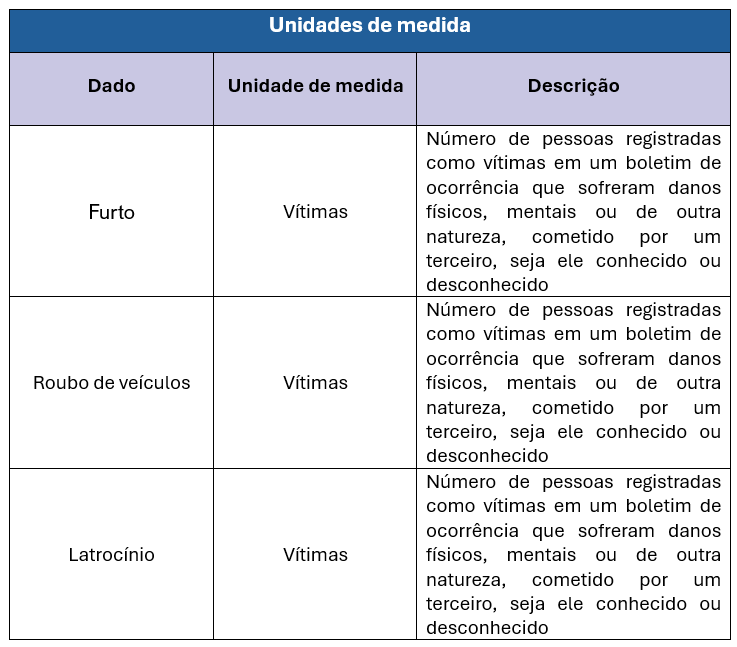 Unidades de medida
Dado Unidade de medida Descrição
Furto
Vítimas
Número de pessoas registradas
como vítimas em um boletim de
ocorrência que sofreram danos
físicos, mentais ou de outra
natureza, cometido por um
terceiro, seja ele conhecido ou
desconhecido
Roubo de veículos
Vítimas
Número de pessoas registradas
como vítimas em um boletim de
ocorrência que sofreram danos
físicos, mentais ou de outra
natureza, cometido por um
terceiro, seja ele conhecido ou
desconhecido
Latrocínio
Vítimas
Número de pessoas registradas
como vítimas em um boletim de
ocorrência que sofreram danos
físicos, mentais ou de outra
natureza, cometido por um
terceiro, seja ele conhecido ou
desconhecido